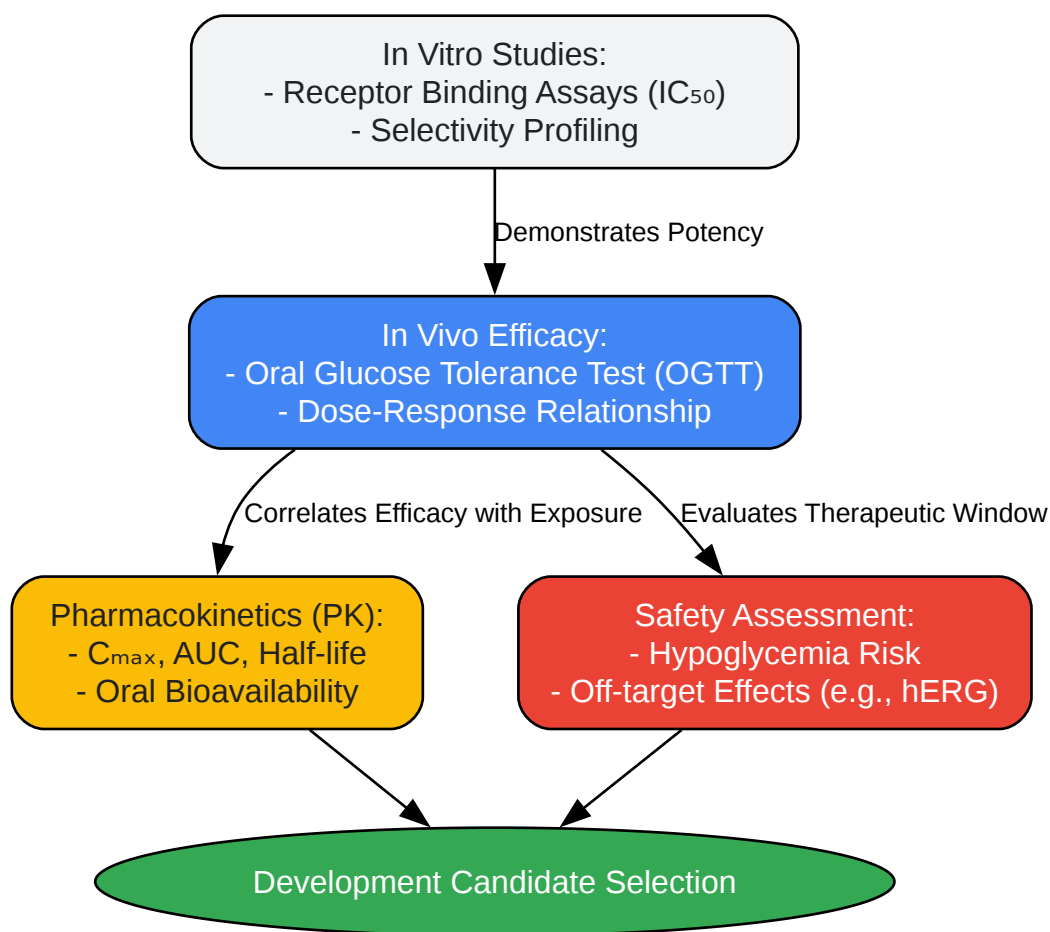 In Vitro Studies:
- Receptor Binding Assays (IC₅₀)
- Selectivity Profiling
Demonstrates Potency
In Vivo Efficacy:
- Oral Glucose Tolerance Test (OGTT)
- Dose-Response Relationship
Correlates Efficacy with Exposure
Evaluates Therapeutic Window
Pharmacokinetics (PK):
- Cₘₐₓ, AUC, Half-life
- Oral Bioavailability
Safety Assessment:
- Hypoglycemia Risk
- Off-target Effects (e.g., hERG)
Development Candidate Selection